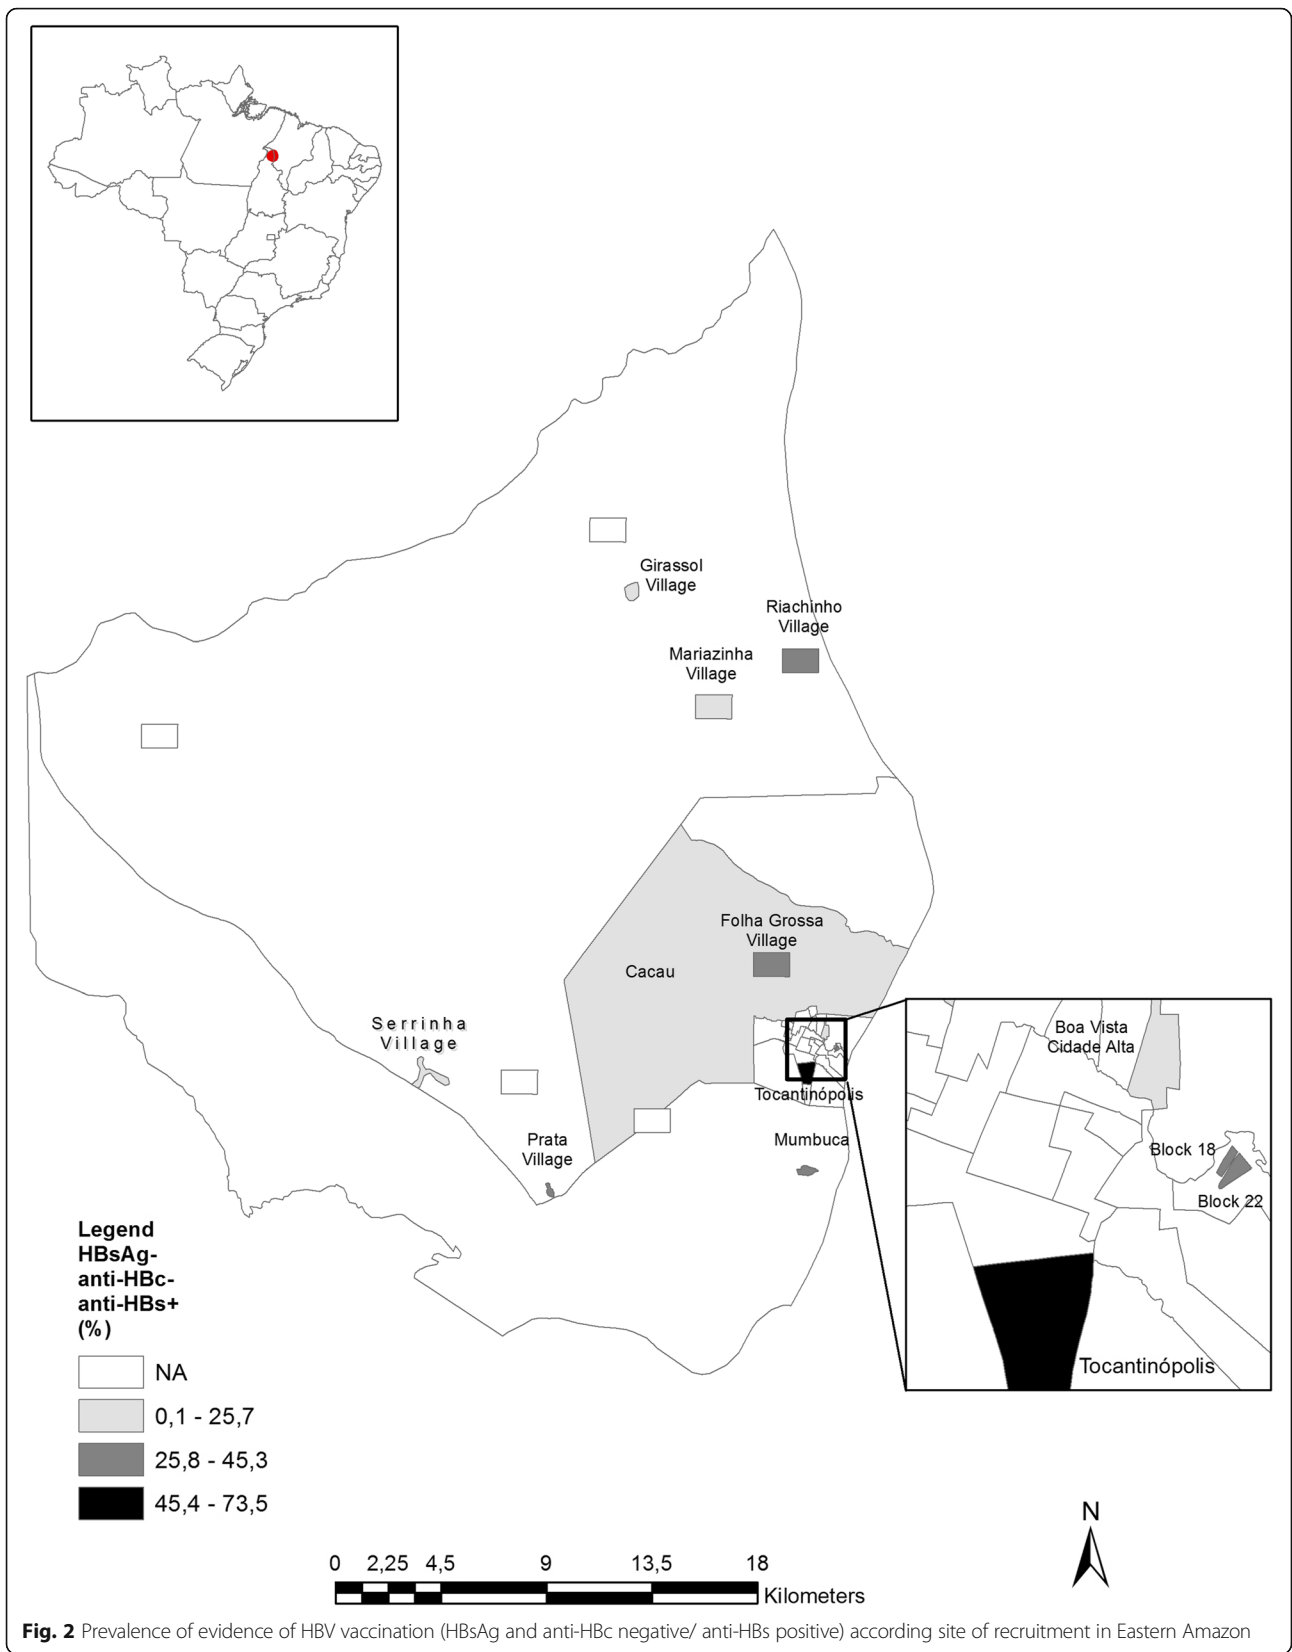 Girassol
Village
Riachinho
Village
Mariazinha
Village
Folha Grossa
Village
Cacau
Serrinha
Village
Boa Vista
Cidade Alta
Tocantinópolis
Prata
Village
Mumbuca
Block 18
Block 22
Tocantinópolis
Legend
HBsAg-
anti-HBc-
anti-HBs+
(%)
NA
0,1 - 25,7
25,8 - 45,3
45,4 - 73,5
N
0 2,25 4,5 9 13,5 18
Kilometers
Fig. 2 Prevalence of evidence of HBV vaccination (HBsAg and anti-HBc negative/ anti-HBs positive) according site of recruitment in Eastern Amazon